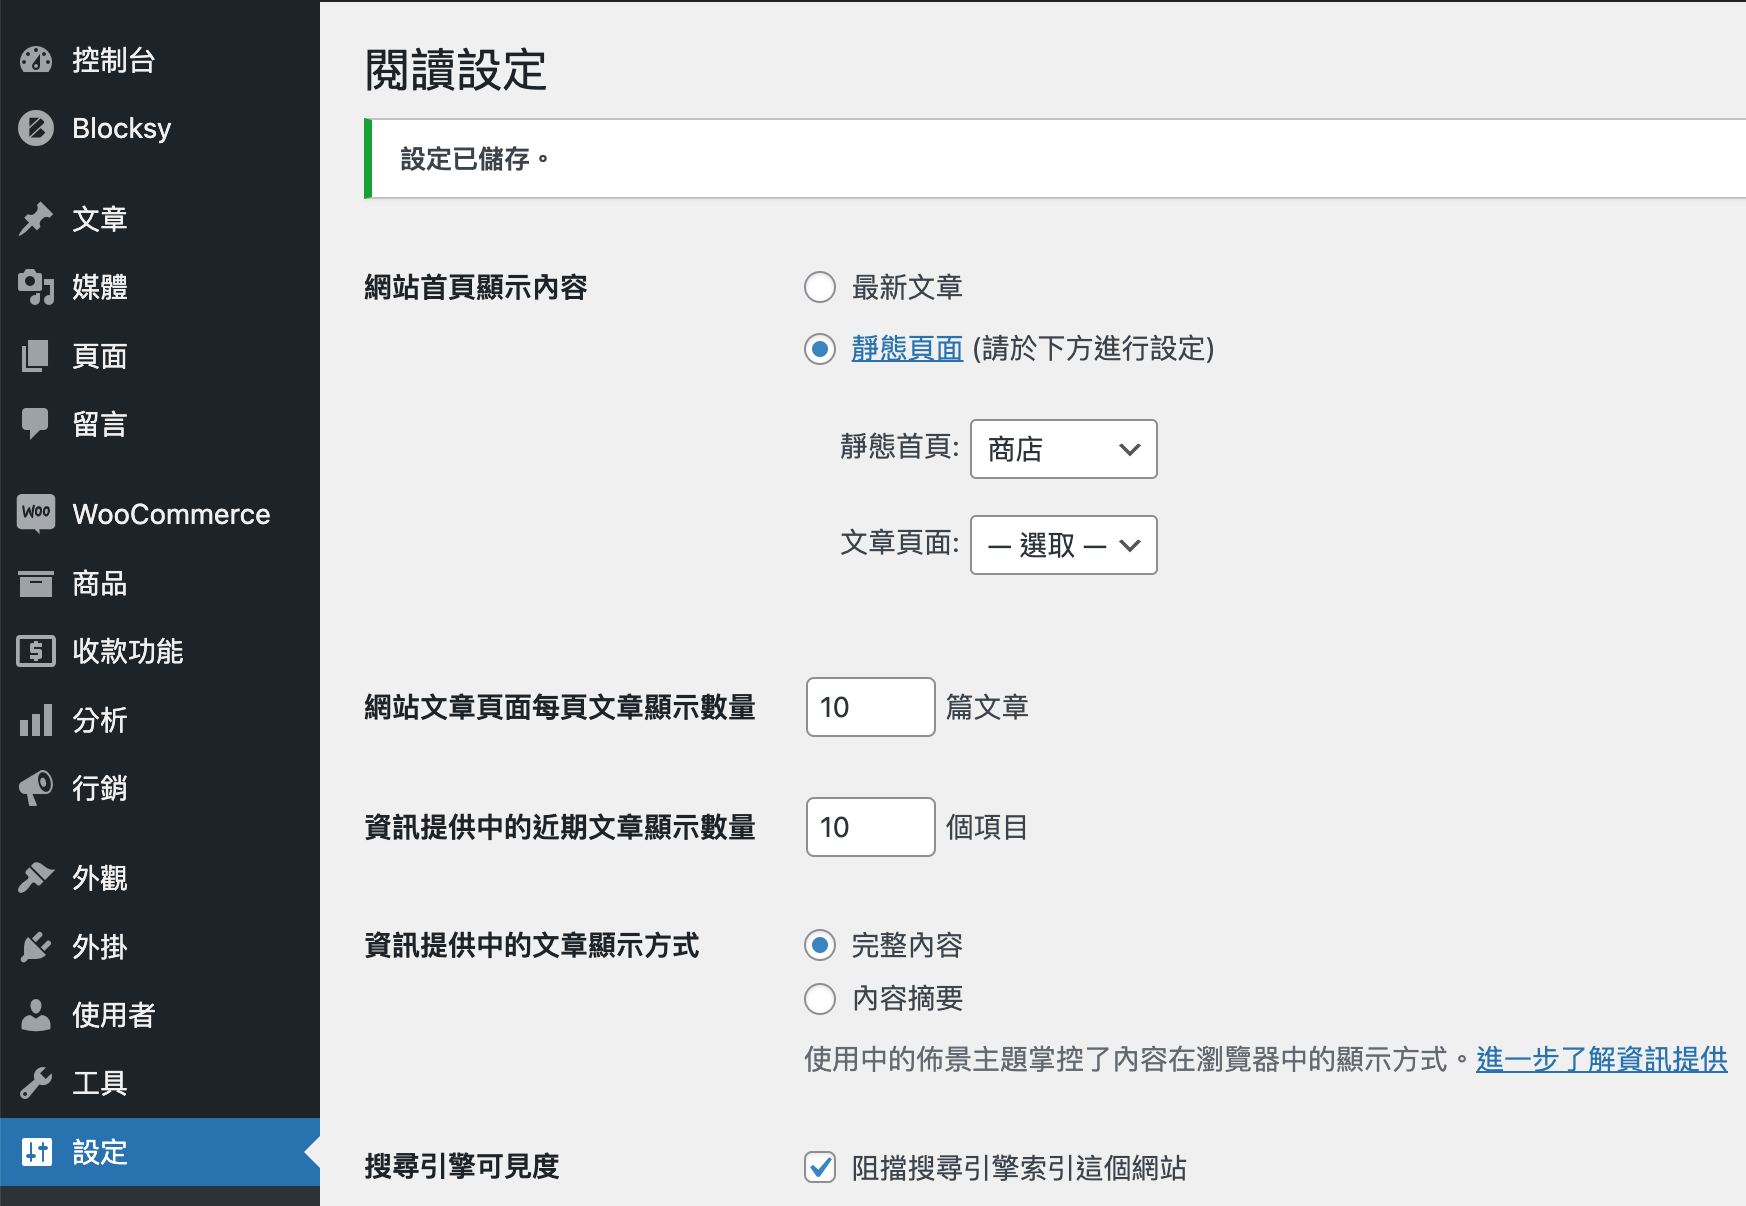 控制台
Blocksy
文章
媒體
頁面
留言
WooCommerce
商品
收款功能
分析
行銷
外觀
外掛
使用者
工具
設定
閱讀設定
設定已儲存。
網站首頁顯示內容
最新文章
靜態頁面 (請於下方進行設定)
靜態首頁: 商店
文章頁面: — 選取 —
網站文章頁面每頁文章顯示數量 10 篇文章
資訊提供中的近期文章顯示數量 10 個項目
資訊提供中的文章顯示方式
完整內容
內容摘要
使用中的佈景主題掌控了內容在瀏覽器中的顯示方式。進一步了解資訊提供
搜尋引擎可見度
阻擋搜尋引擎索引這個網站